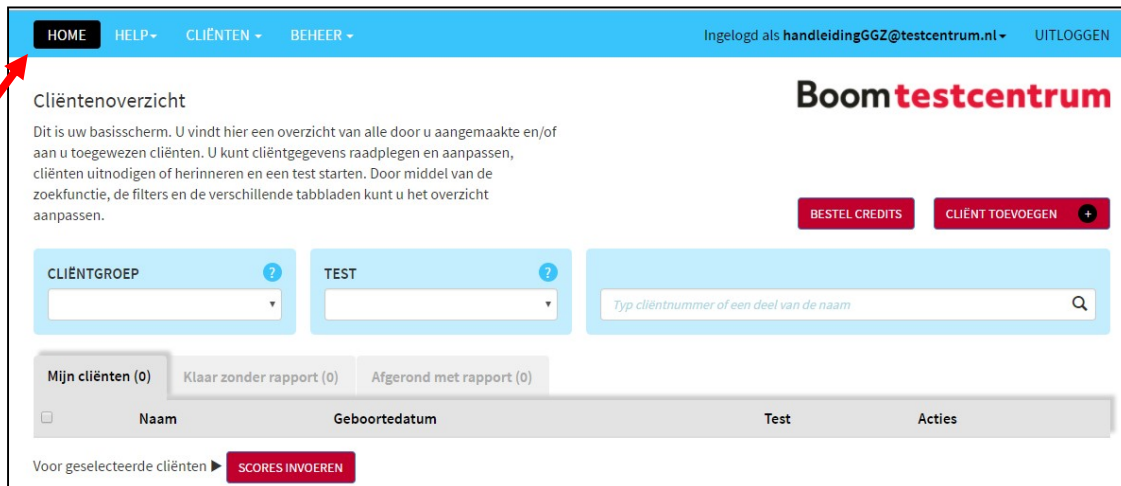 HOME HELP CLIËNTEN BEHEER Ingelogd als handleidingGGZ@testcentrum.nl UITLOGGEN
Boom testcentrum
Cliëntenoverzicht
Dit is uw basisscherm. U vindt hier een overzicht van alle door u aangemaakte en/of
aan u toegewezen cliënten. U kunt cliëntgegevens raadplegen en aanpassen,
cliënten uitnodigen of herinneren en een test starten. Door middel van de
zoekfunctie, de filters en de verschillende tabbladen kunt u het overzicht
aanpassen.
BESTEL CREDITS CLIËNT TOEVOEGEN +
CLIËNTGROEP ? TEST ?
Typ cliëntnummer of een deel van de naam
Mijn cliënten (0) Klaar zonder rapport (0) Afgerond met rapport (0)
Naam Geboortedatum Test Acties
Voor geselecteerde cliënten SCORES INVOEREN